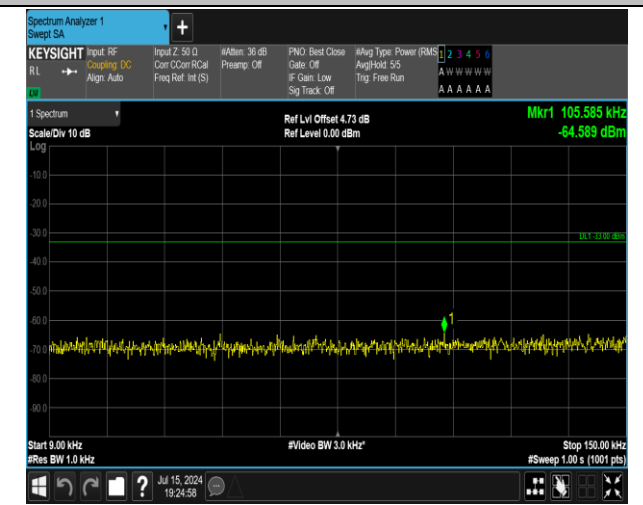 Spectrum Analyzer 1
Swept SA
+
KEYSIGHT Input: RF Input Z: 50 Ω #Atten: 36 dB PNO: Best Close #Avg Type: Power (RMS 1 2 3 4 5 6
RL Coupling: DC Corr CCorr RCal Preamp: Off Gate: Off Avg|Hold: 5/5 A W W W W W
Align: Auto Freq Ref: Int (S) IF Gain: Low Trig: Free Run
Sig Track: Off A A A A A A
1 Spectrum Ref Lvl Offset 4.73 dB Mkr1 105.585 kHz
Scale/Div 10 dB Ref Level 0.00 dBm -64.589 dBm
Log
-10.0
-20.0
-30.0
DL1 -33.00 dBm
-40.0
-50.0
-60.0
1
-70.0
-80.0
-90.0
Start 9.00 kHz #Video BW 3.0 kHz* Stop 150.00 kHz
#Res BW 1.0 kHz #Sweep 1.00 s (1001 pts)
? Jul 15, 2024
19:24:58